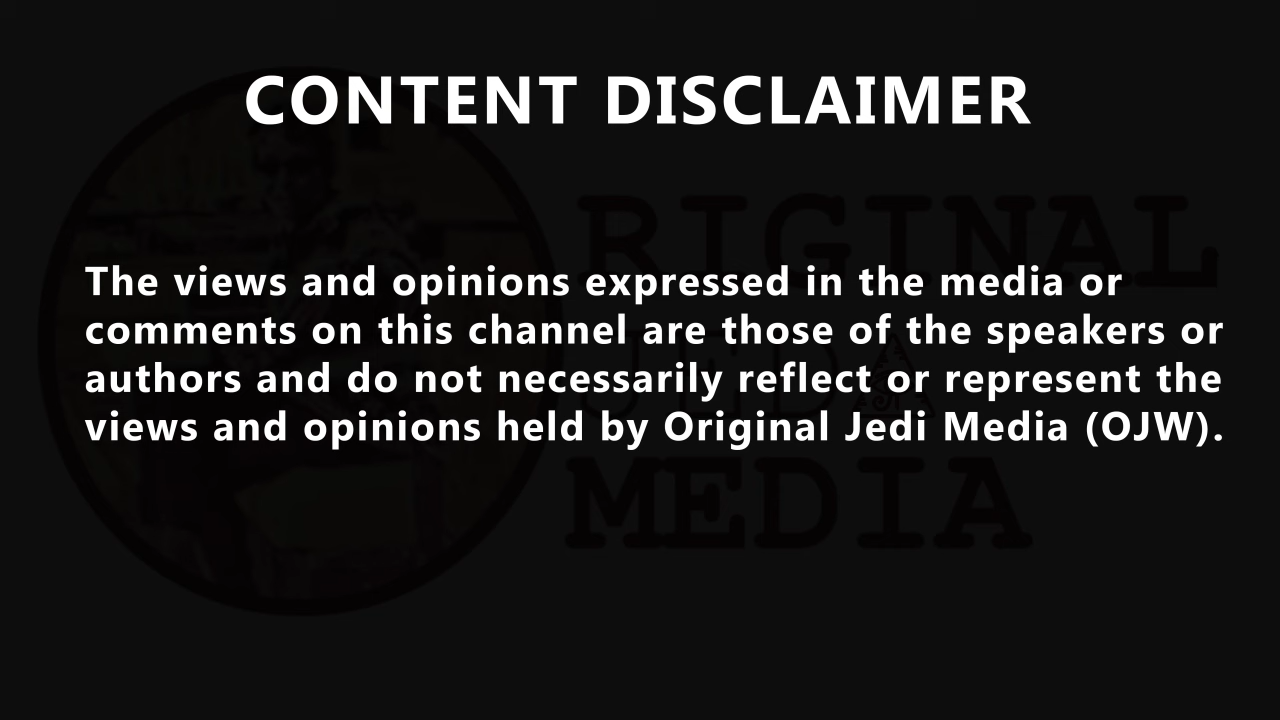 CONTENT DISCLAIMER
RIGINAL
The views and opinions expressed in the media or
comments on this channel are those of the speakers or
authors and do not necessarily reflect or represent the
views and opinions held by Original Jedi Media (OJW).
MEDIA